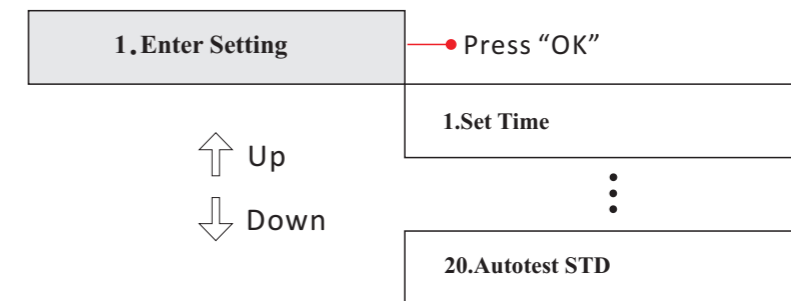 1.Enter Setting
Press “OK”
1.Set Time
Up
Down
20.Autotest STD